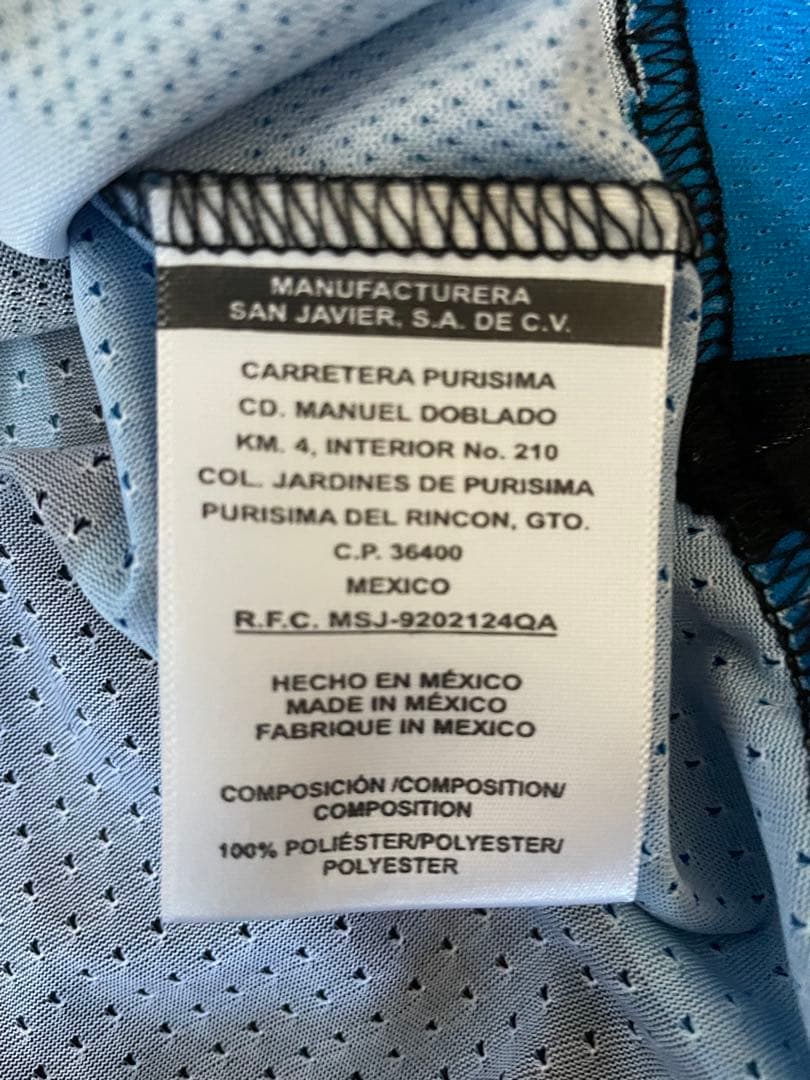 MANUFACTURERA
SAN JAVIER, S.A. DE C.V.
CARRETERA PURISIMA
CD. MANUEL DOBLADO
KM. 4, INTERIOR No. 210
COL. JARDINES DE PURISIMA
PURISIMA DEL RINCON, GTO.
C.P. 36400
MEXICO
R.F.C. MSJ-9202124QA
HECHO EN MÉXICO
MADE IN MÉXICO
FABRIQUE IN MEXICO
COMPOSICIÓN /COMPOSITION/
COMPOSITION
100% POLIÉSTER/POLYESTER/
POLYESTER